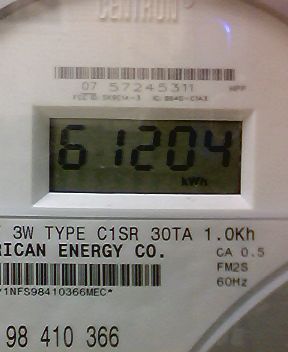 CENTRON®
07 57245311
61204
kWh
3W TYPE C1SR 30TA 1.0Kh
RICAN ENERGY CO.
CA 0.5
FM2S
60Hz
1NFS98410366MEC*
98 410 366